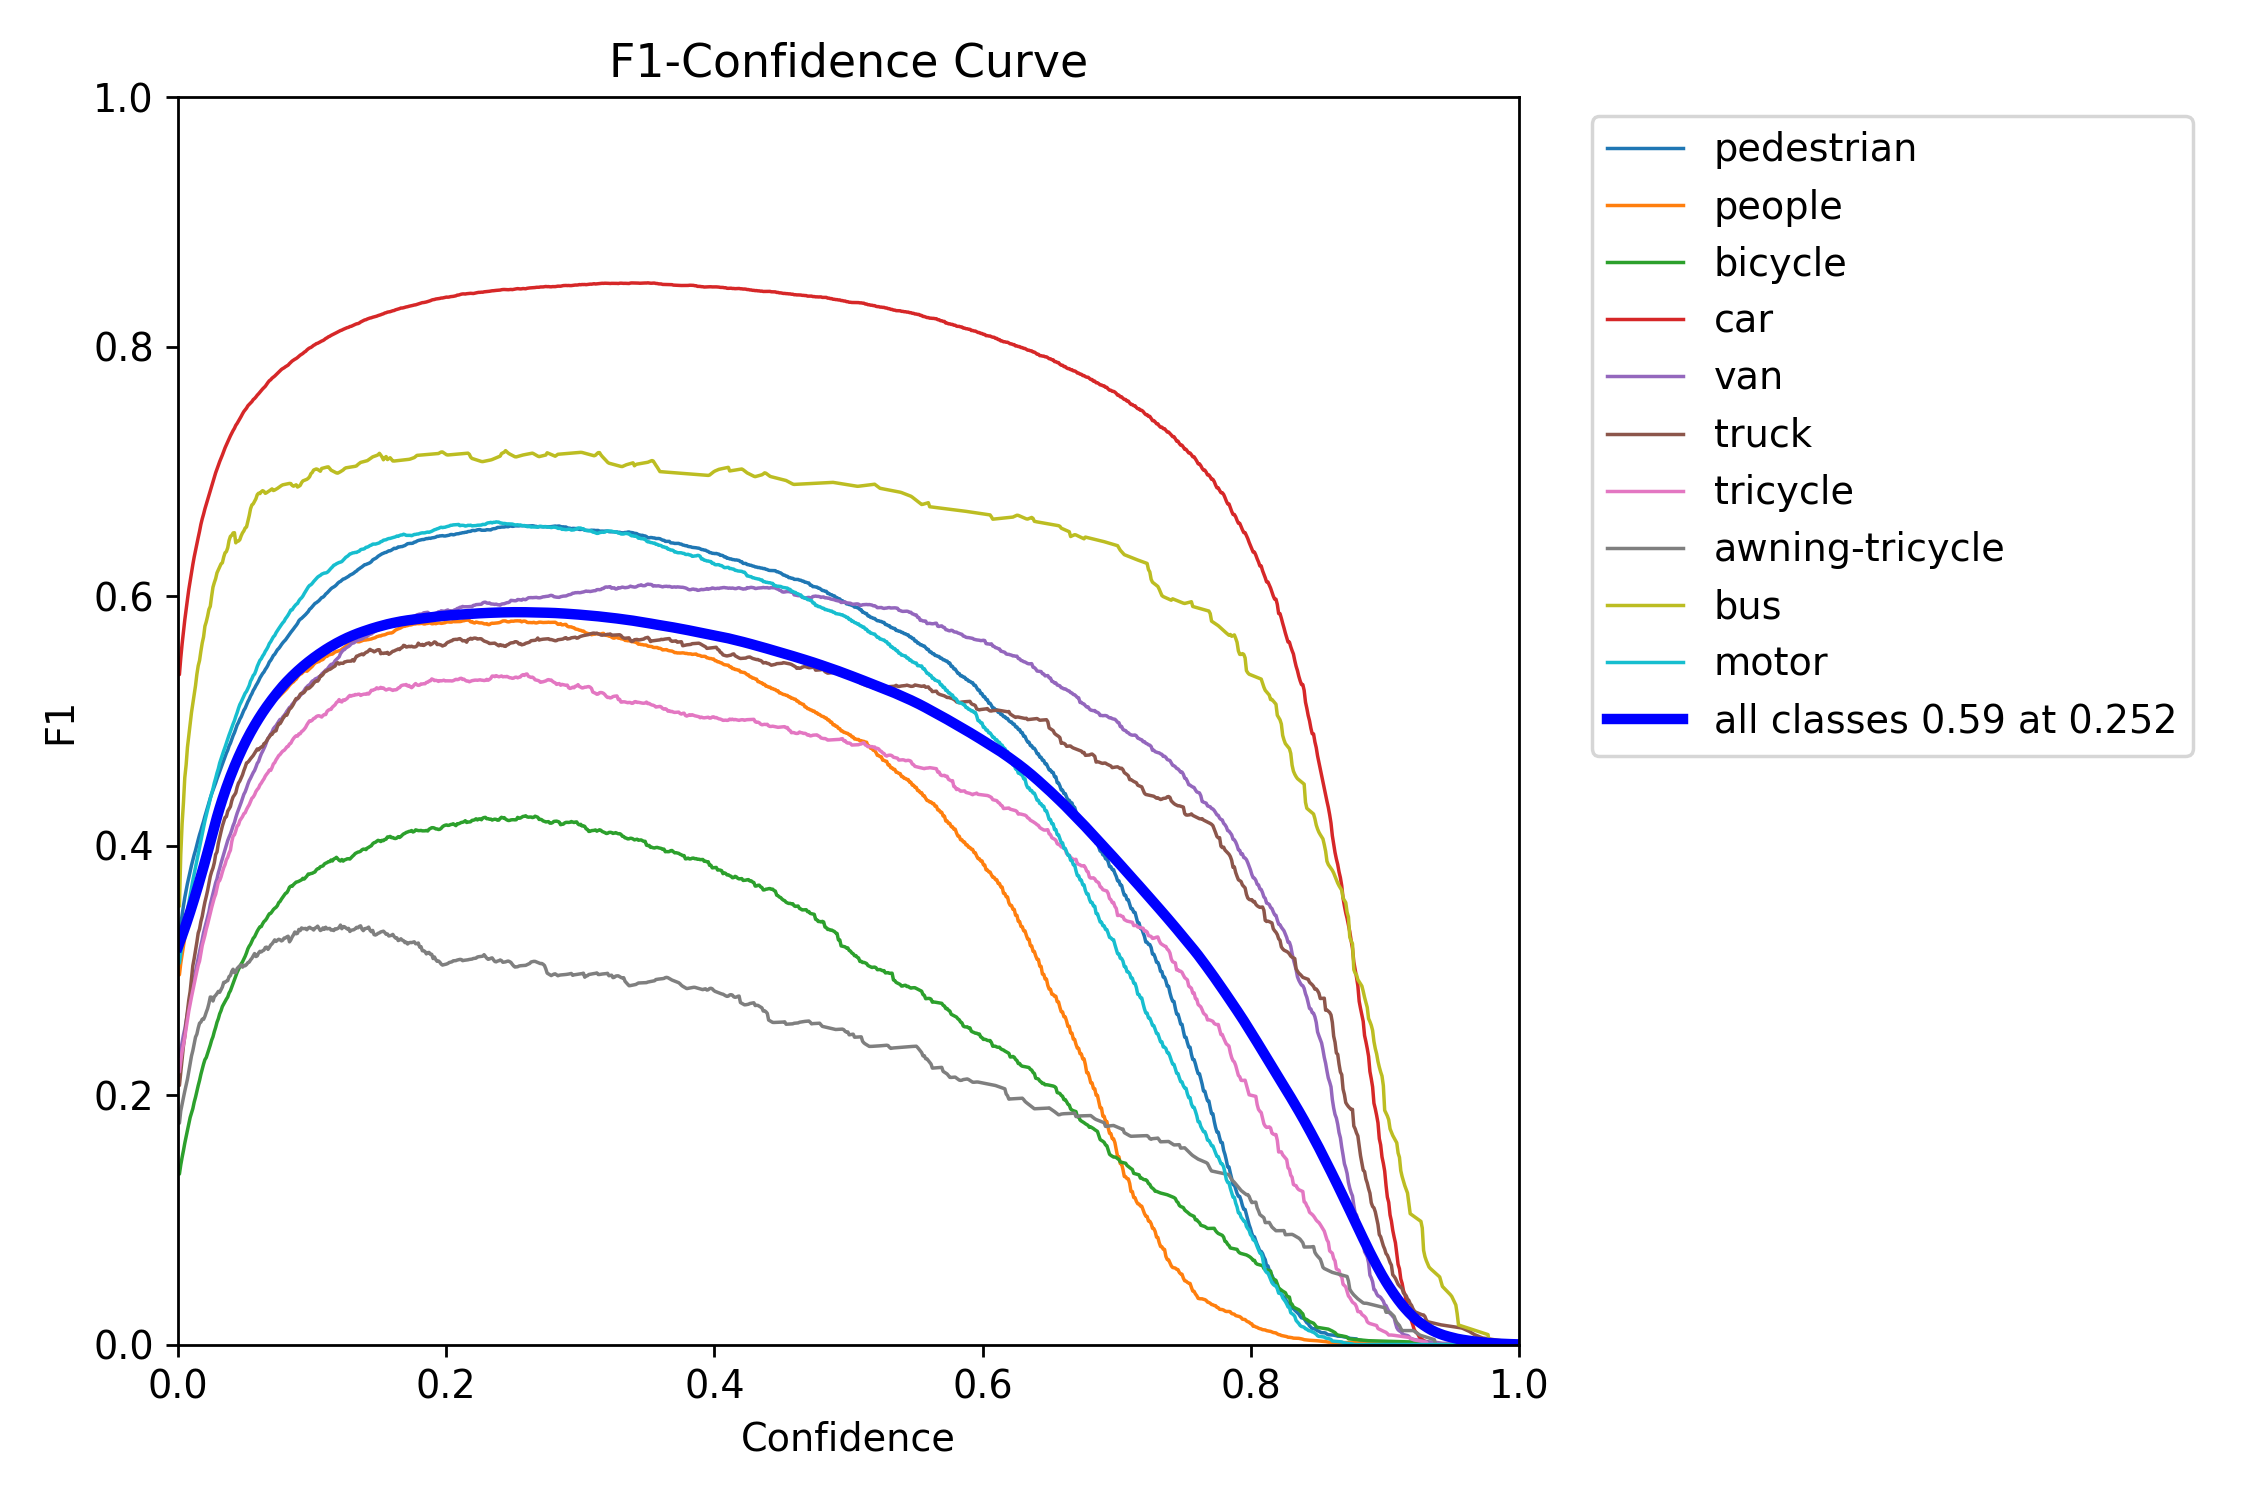 F1-Confidence Curve
1.0
0.8
0.6
0.4
0.2
0.0
F1
0.0 0.2 0.4 0.6 0.8 1.0
Confidence
pedestrian
people
bicycle
car
van
truck
tricycle
awning-tricycle
bus
motor
all classes 0.59 at 0.252